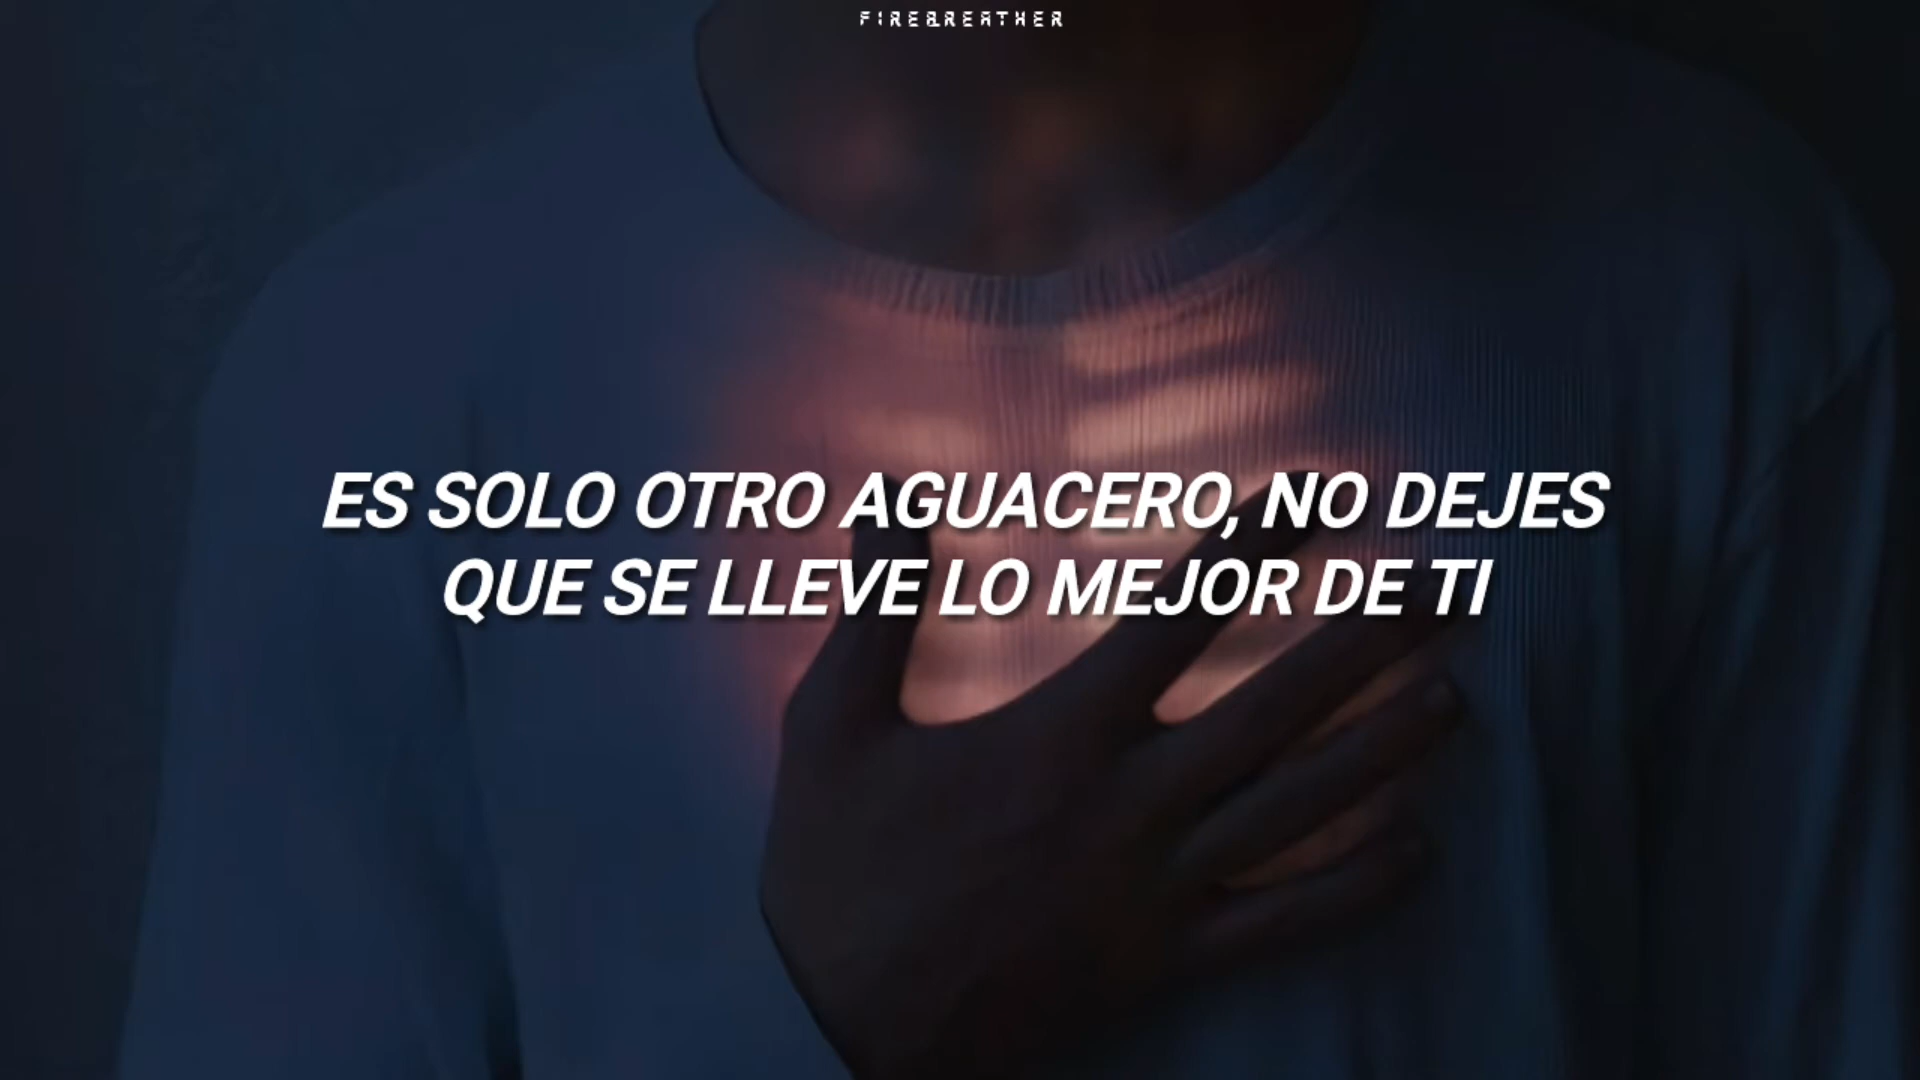 FIREBREATHER
ES SOLO OTRO AGUACERO, NO DEJES
QUE SE LLEVE LO MEJOR DE TI